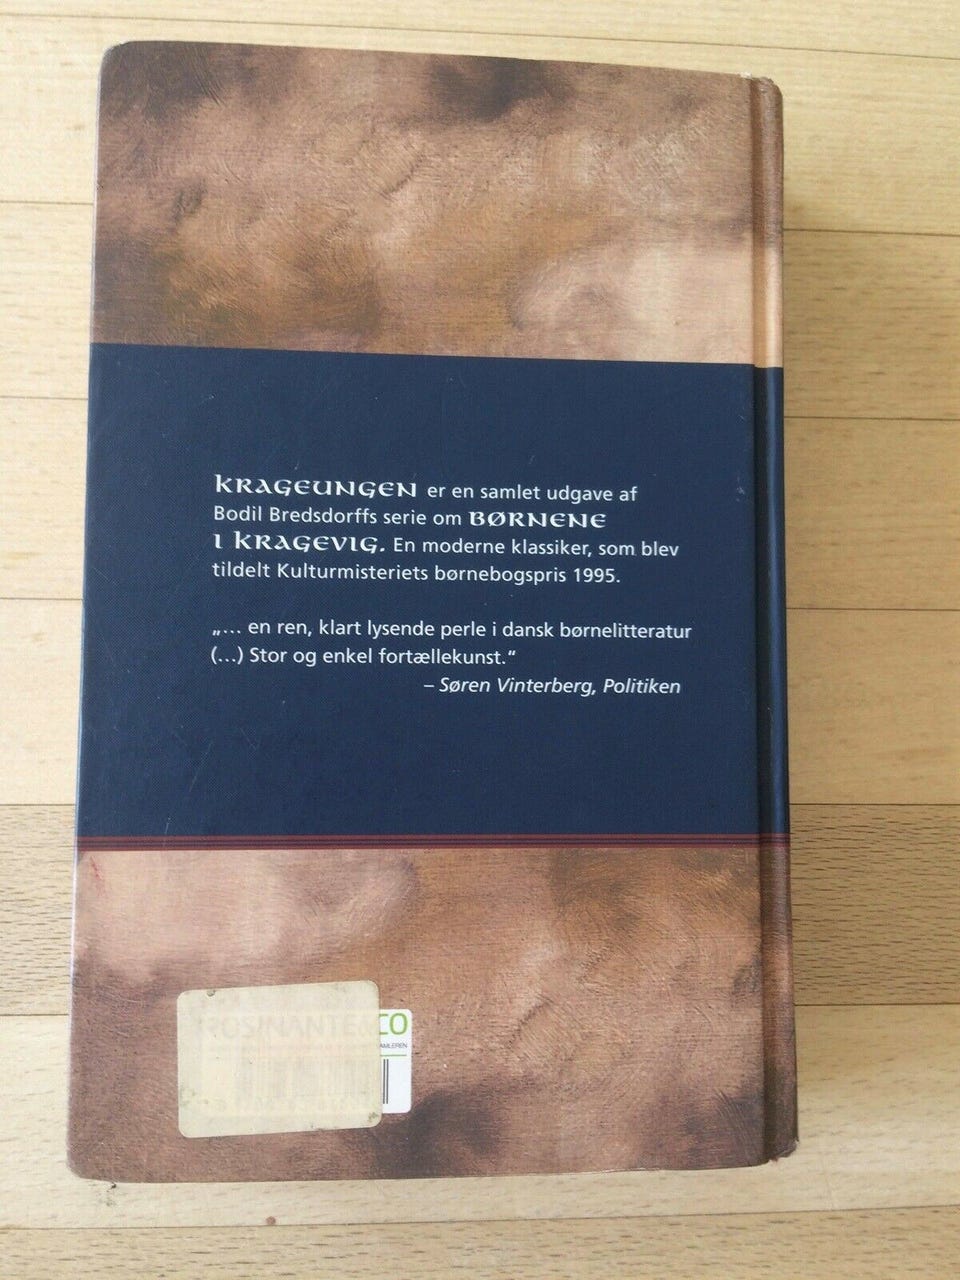 KRAGEUNGEN er en samlet udgave af
Bodil Bredsdorffs serie om BØRNENE
I KRAGEVIG. En moderne klassiker, som blev
tildelt Kulturmisteriets børnebogspris 1995.
„... en ren, klart lysende perle i dansk børnelitteratur
(...) Stor og enkel fortællekunst.“
– Søren Vinterberg, Politiken
ROSINANTE&CO